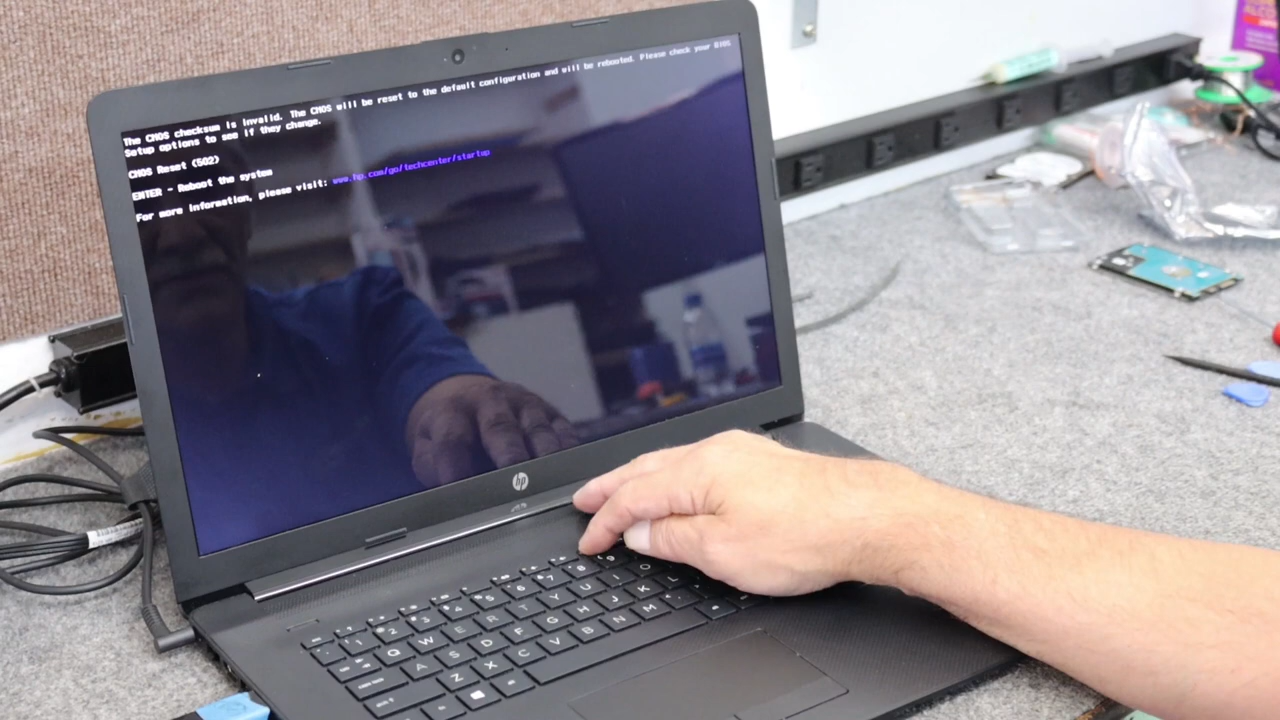 The CMOS checksum is invalid. The CMOS will be reset to the default configuration and will be rebooted. Please check your BIOS
Setup options to see if they change.
CMOS Reset (502)
ENTER - Reboot the system
For more information, please visit: www.hp.com/go/techcenter/startup
hp